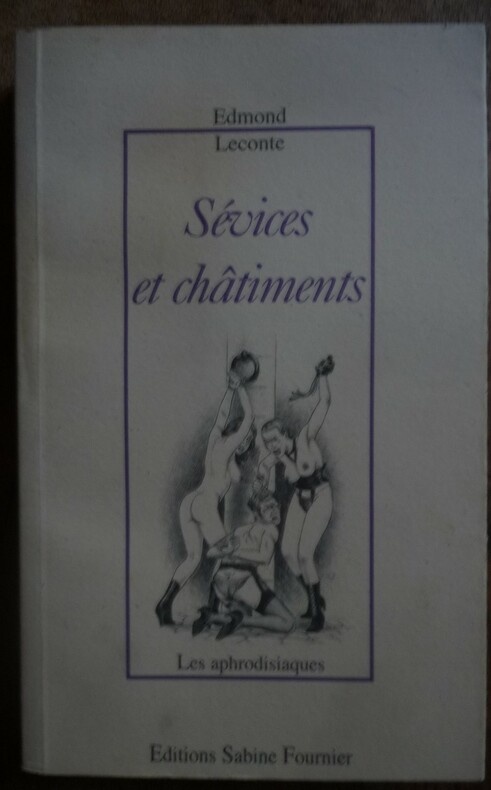 Edmond
Leconte
Sévices
et châtiments
Les aphrodisiaques
Editions Sabine Fournier